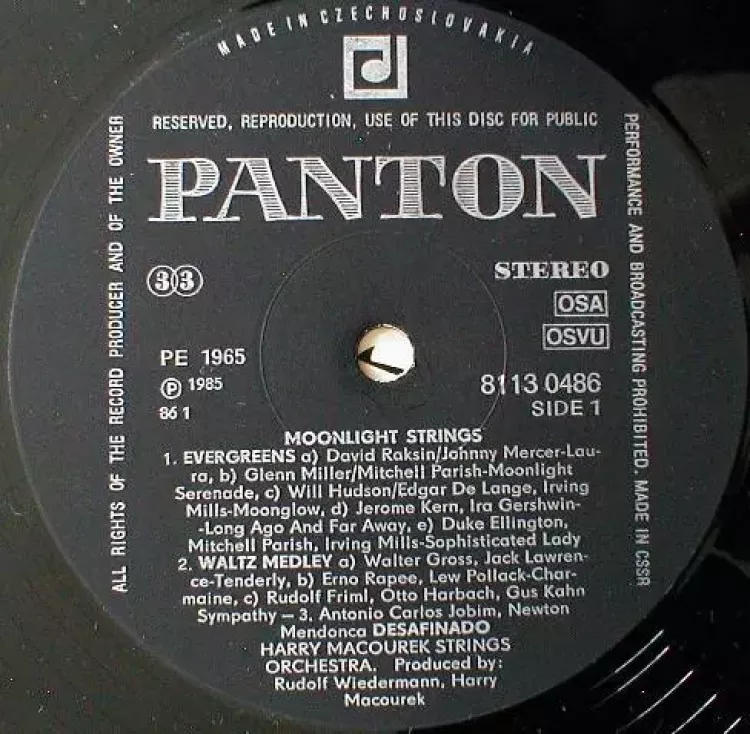 MADE IN CZECHOSLOVAKIA
RESERVED, REPRODUCTION, USE OF THIS DISC FOR PUBLIC
PERFORMANCE AND BROADCASTING PROHIBITED. MADE IN CSSR
ALL RIGHTS OF THE RECORD PRODUCER AND OF THE OWNER
PANTON
33
STEREO
OSA
OSVU
PE 1965
℗ 1985
86 1
8113 0486
SIDE 1
MOONLIGHT STRINGS
1. EVERGREENS a) David Raksin/Johnny Mercer-Lau-
ra, b) Glenn Miller/Mitchell Parish-Moonlight
Serenade, c) Will Hudson/Edgar De Lange, Irving
Mills-Moonglow, d) Jerome Kern, Ira Gershwin-
-Long Ago And Far Away, e) Duke Ellington,
Mitchell Parish, Irving Mills-Sophisticated Lady
2. WALTZ MEDLEY a) Walter Gross, Jack Lawren-
ce-Tenderly, b) Erno Rapee, Lew Pollack-Char-
maine, c) Rudolf Friml, Otto Harbach, Gus Kahn
Sympathy – 3. Antonio Carlos Jobim, Newton
Mendonca DESAFINADO
HARRY MACOUREK STRINGS
ORCHESTRA. Produced by:
Rudolf Wiedermann, Harry
Macourek